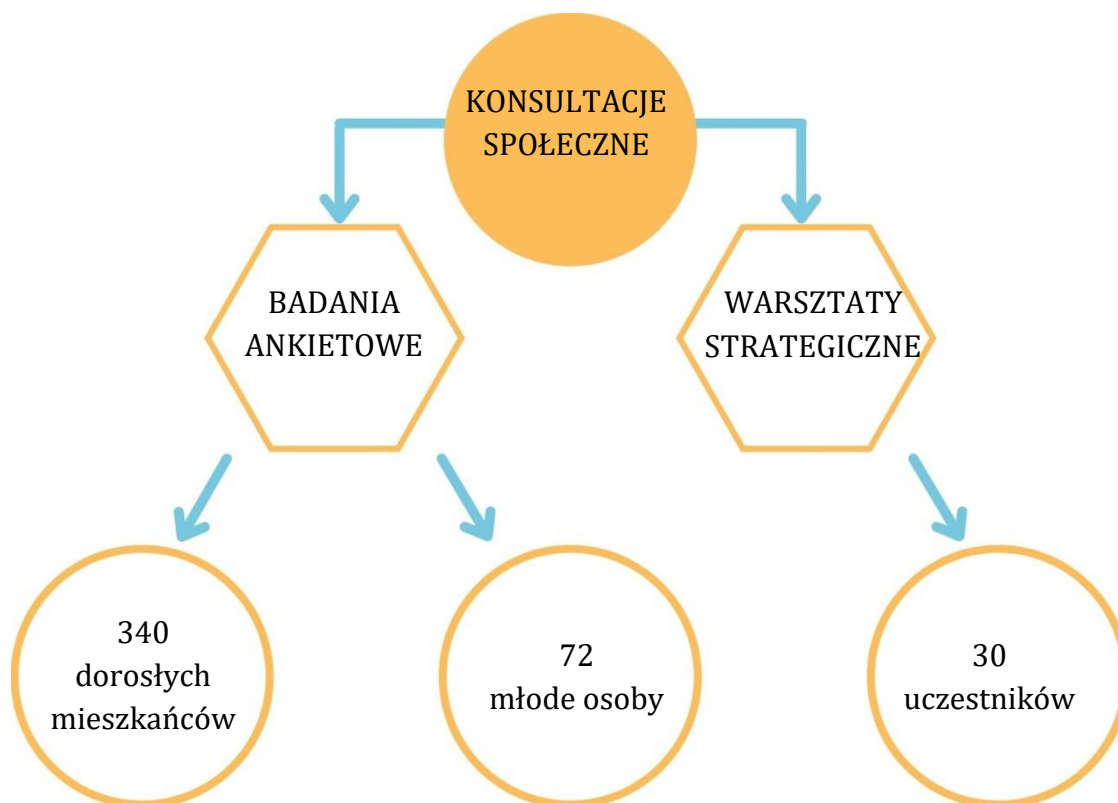 KONSULTACJE
SPOŁECZNE
BADANIA
ANKIETOWE
WARSZTATY
STRATEGICZNE
340
dorosłych
mieszkańców
72
młode osoby
30
uczestników